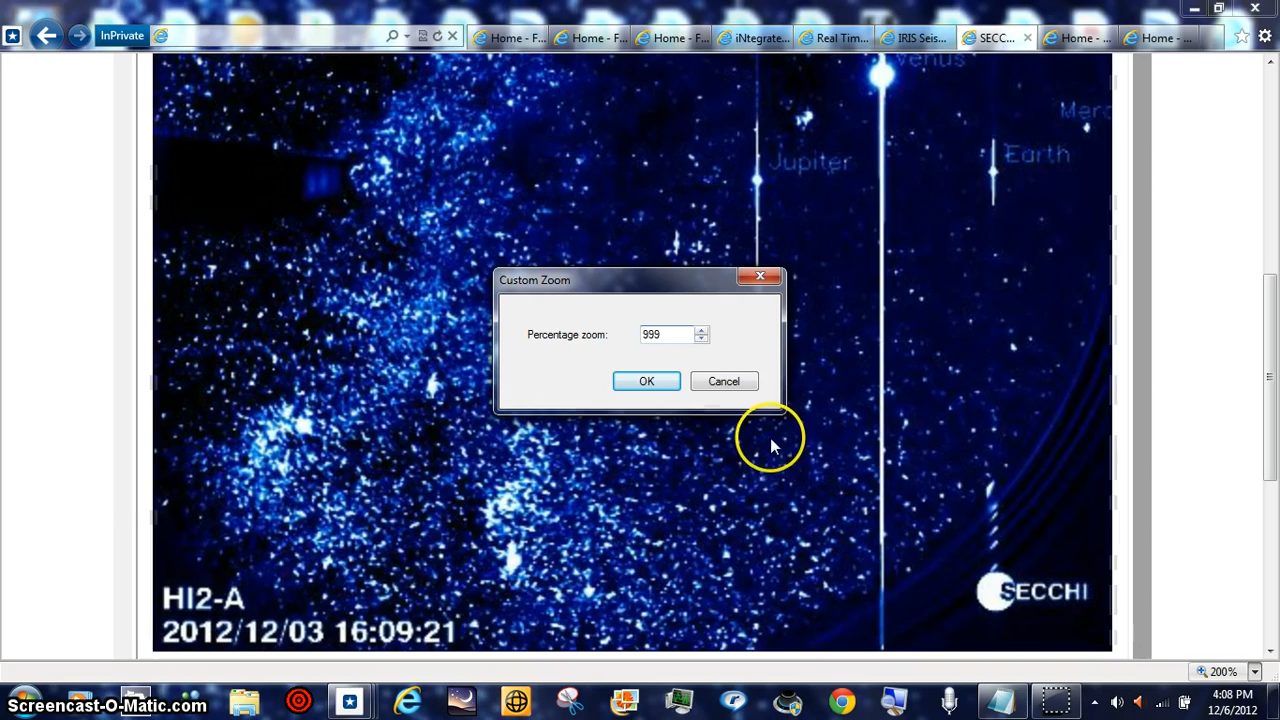 InPrivate
Home - F...
Home - F...
Home - F...
iNtegrate...
Real Tim...
IRIS Seis...
SECC...
Home - ...
Home - ...
Venus
Merc
Jupiter
Earth
Custom Zoom
Percentage zoom:
999
OK
Cancel
HI2-A
2012/12/03 16:09:21
SECCHI
200%
4:08 PM
12/6/2012
Screencast-O-Matic.com